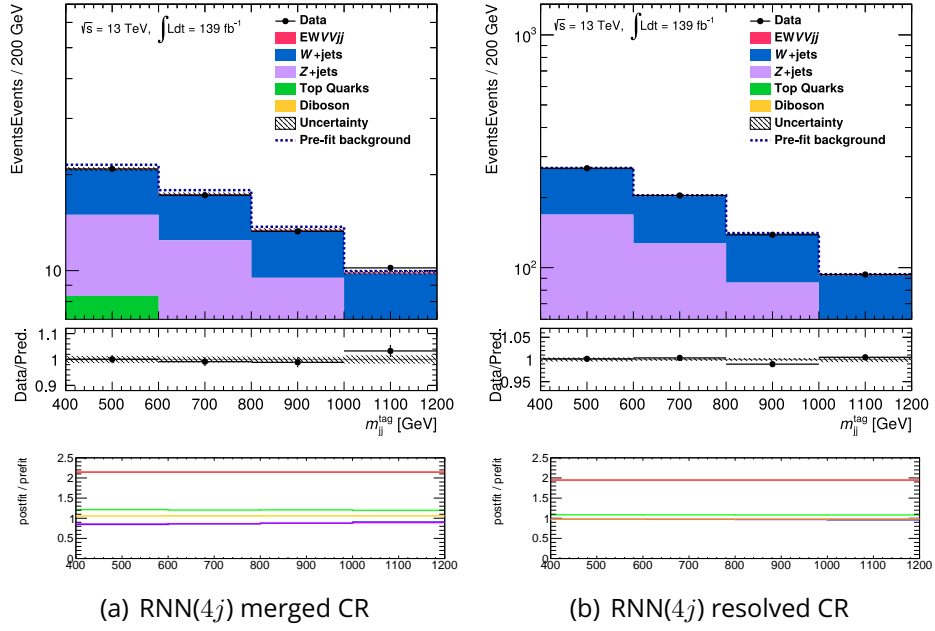 EventsEvents / 200 GeV
√s = 13 TeV, ∫Ldt = 139 fb⁻¹
Data
EWVVjj
W+jets
Z+jets
Top Quarks
Diboson
Uncertainty
Pre-fit background
10
Data/Pred.
1.1
1
0.9
400 500 600 700 800 900 1000 1100 1200
m_jj^tag [GeV]
postfit / prefit
2.5
2
1.5
1
0.5
0
400 500 600 700 800 900 1000 1100 1200
(a) RNN(4j) merged CR
EventsEvents / 200 GeV
√s = 13 TeV, ∫Ldt = 139 fb⁻¹
Data
EWVVjj
W+jets
Z+jets
Top Quarks
Diboson
Uncertainty
Pre-fit background
10³
10²
Data/Pred.
1.05
1
0.95
400 500 600 700 800 900 1000 1100 1200
m_jj^tag [GeV]
postfit / prefit
2.5
2
1.5
1
0.5
0
400 500 600 700 800 900 1000 1100 1200
(b) RNN(4j) resolved CR